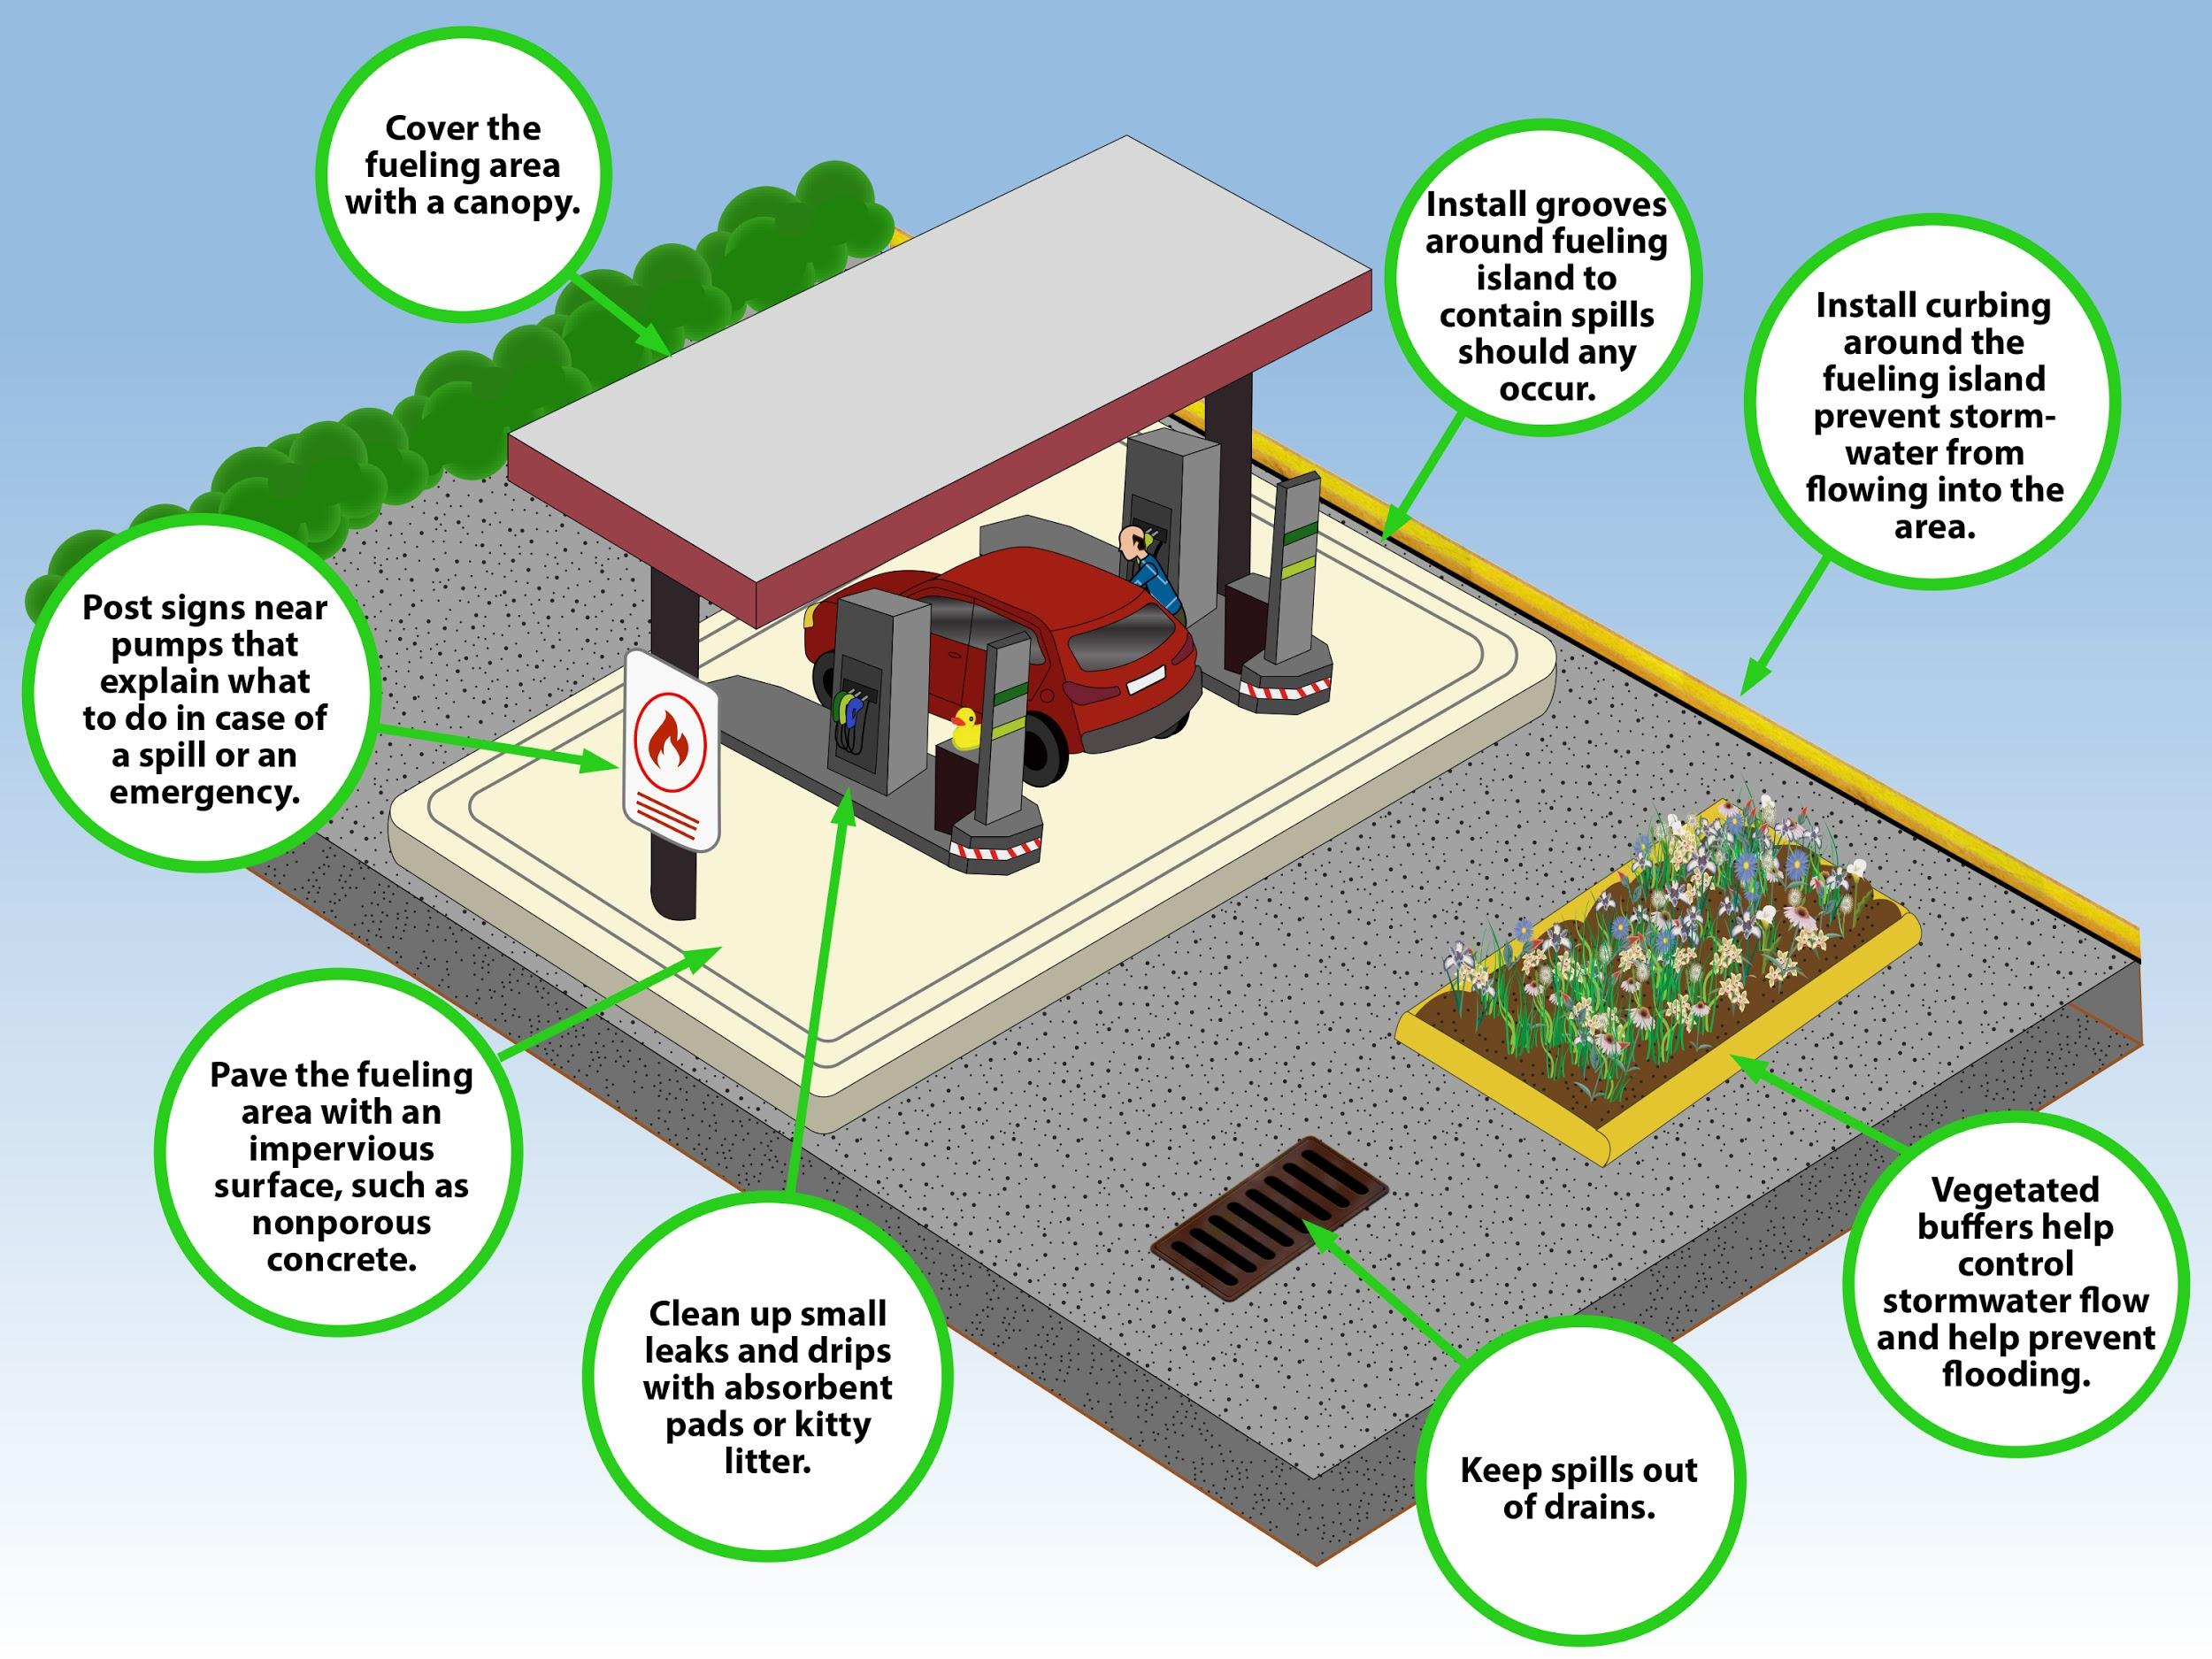 Cover the
fueling area
with a canopy.
Install grooves
around fueling
island to
contain spills
should any
occur.
Install curbing
around the
fueling island
prevent storm-
water from
flowing into the
area.
Post signs near
pumps that
explain what
to do in case of
a spill or an
emergency.
Pave the fueling
area with an
impervious
surface, such as
nonporous
concrete.
Clean up small
leaks and drips
with absorbent
pads or kitty
litter.
Keep spills out
of drains.
Vegetated
buffers help
control
stormwater flow
and help prevent
flooding.